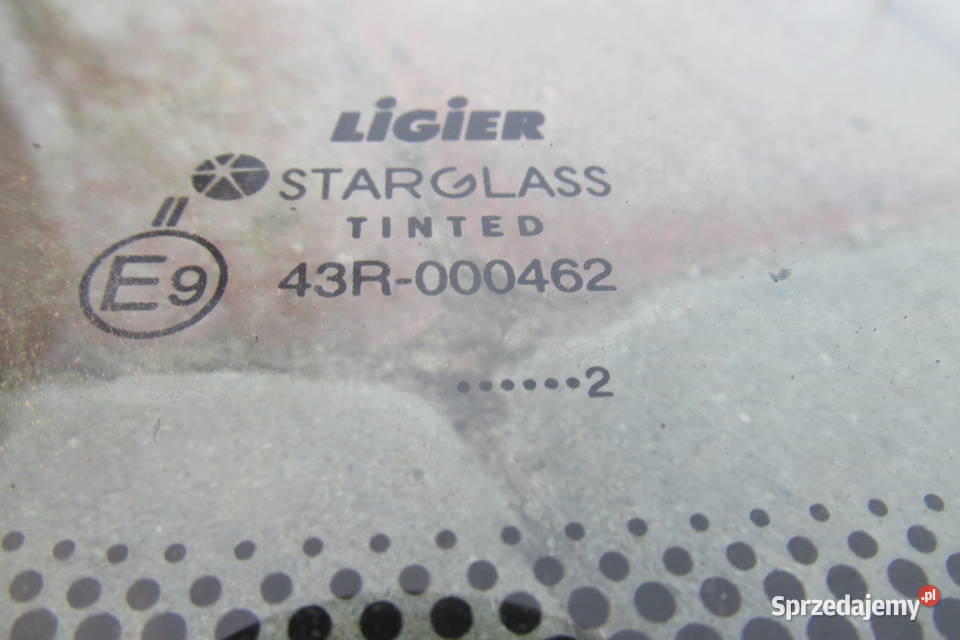 LiGiER
STARGLASS
TINTED
II
E9 43R-000462
......2
Sprzedajemy.pl